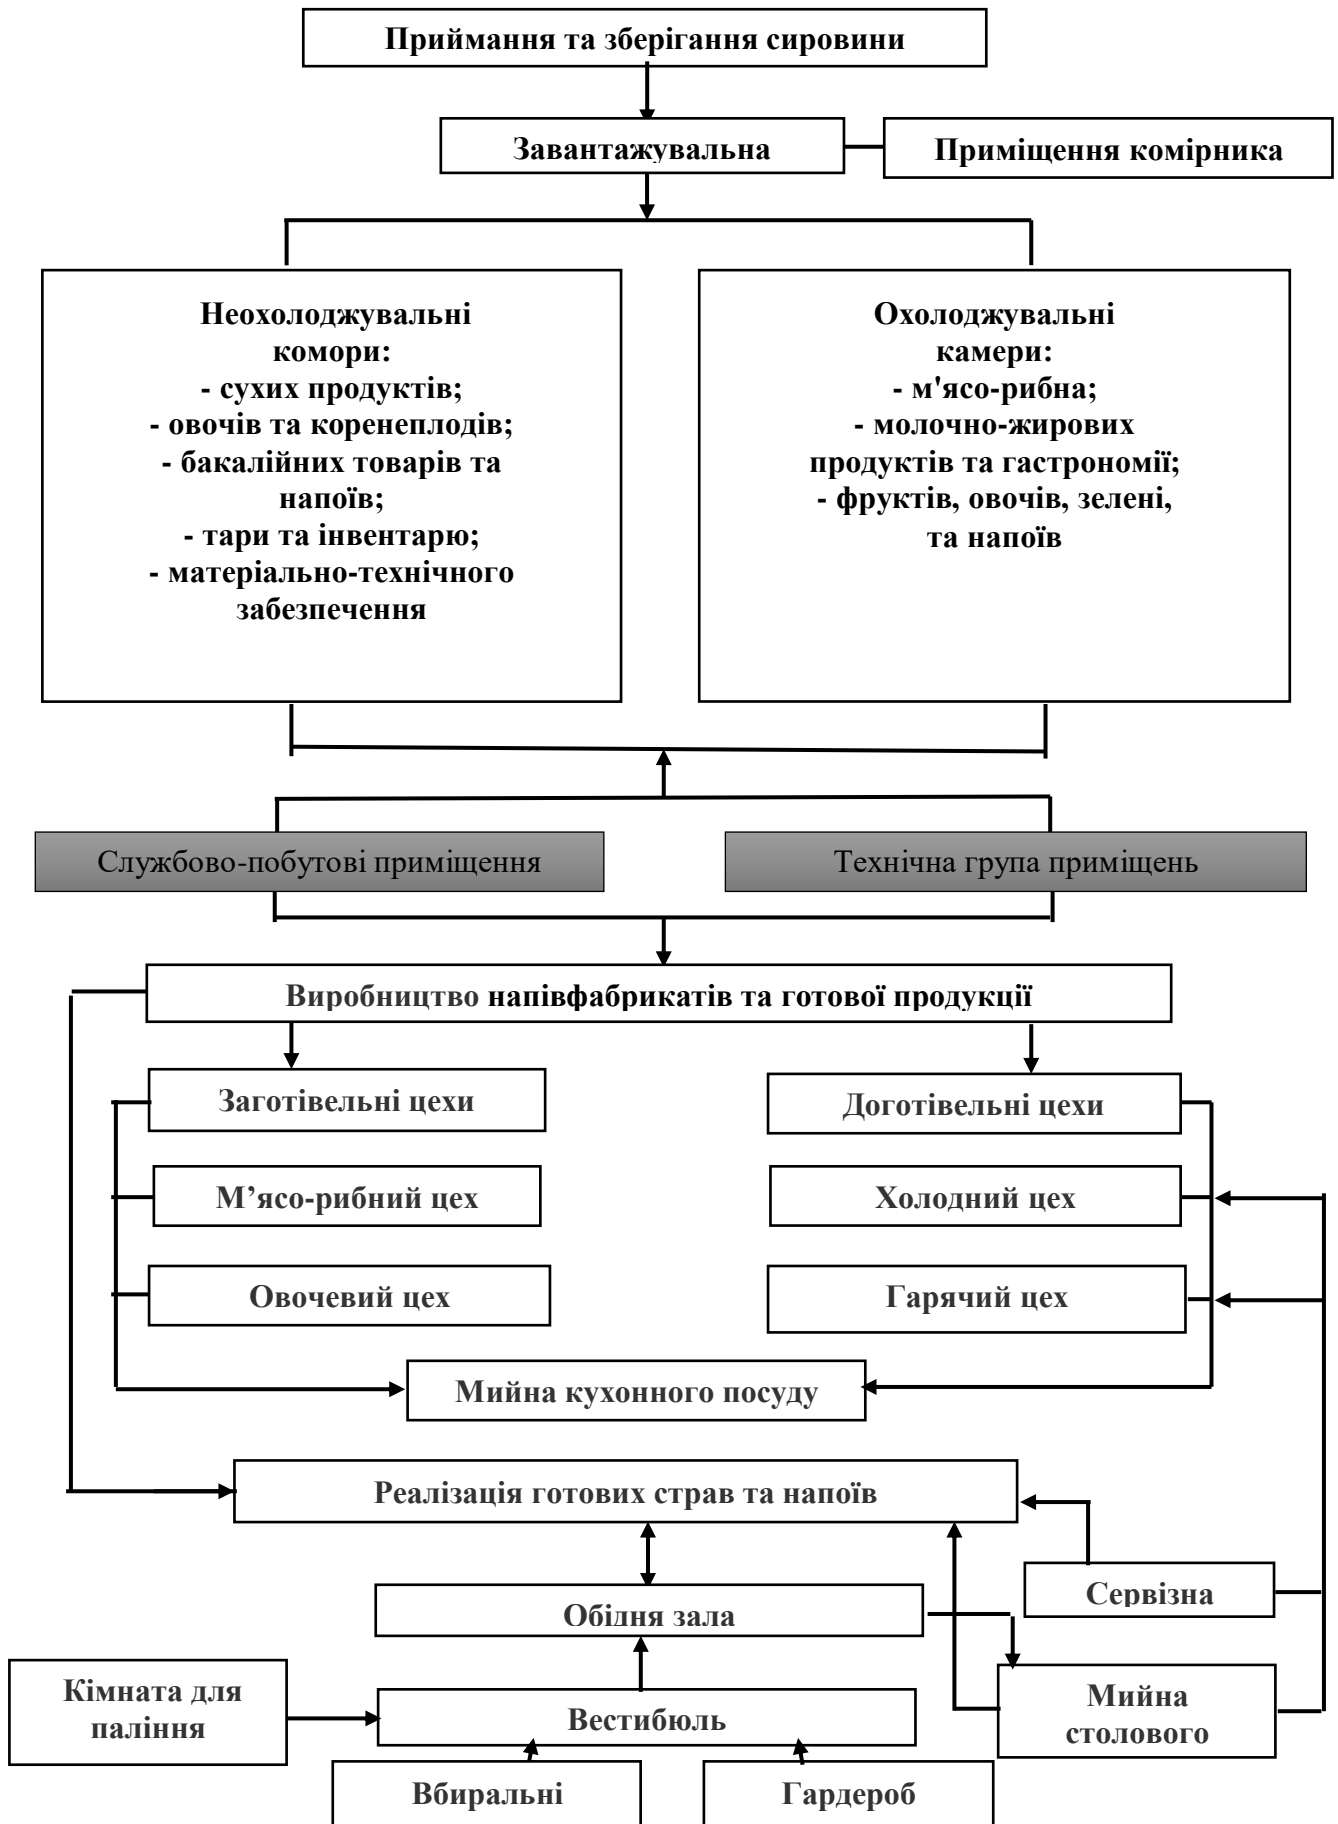 Приймання та зберігання сировини
Завантажувальна
Приміщення комірника
Неохолоджувальні
комори:
- сухих продуктів;
- овочів та коренеплодів;
- бакалійних товарів та
напоїв;
- тари та інвентарю;
- матеріально-технічного
забезпечення
Охолоджувальні
камери:
- м'ясо-рибна;
- молочно-жирових
продуктів та гастрономії;
- фруктів, овочів, зелені,
та напоїв
Службово-побутові приміщення
Технічна група приміщень
Виробництво напівфабрикатів та готової продукції
Заготівельні цехи
Доготівельні цехи
М’ясо-рибний цех
Холодний цех
Овочевий цех
Гарячий цех
Мийна кухонного посуду
Реалізація готових страв та напоїв
Сервізна
Обідня зала
Кімната для
паління
Вестибюль
Мийна
столового
Вбиральні
Гардероб